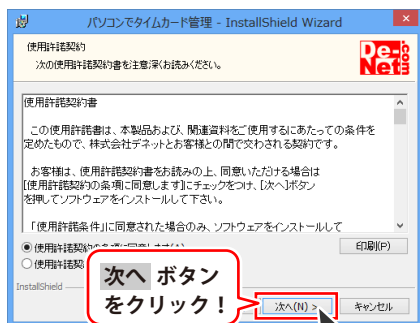 パソコンでタイムカード管理 - InstallShield Wizard
使用許諾契約
次の使用許諾契約書を注意深くお読みください。
De-Net.com
使用許諾契約書
この使用許諾書は、本製品および、関連資料をご使用するにあたっての条件を
定めたもので、株式会社デネットとお客様との間で交わされる契約です。
お客様は、使用許諾契約書をお読みの上、同意いただける場合は
[使用許諾契約の条項に同意します]にチェックをつけ、[次へ]ボタン
を押してソフトウェアをインストールして下さい。
「使用許諾条件」に同意された場合のみ、ソフトウェアをインストールして
使用許諾契約の条項に同意します(A)
印刷(P)
使用許諾契
InstallShield
次へ ボタン
をクリック!
次へ(N) >
キャンセル